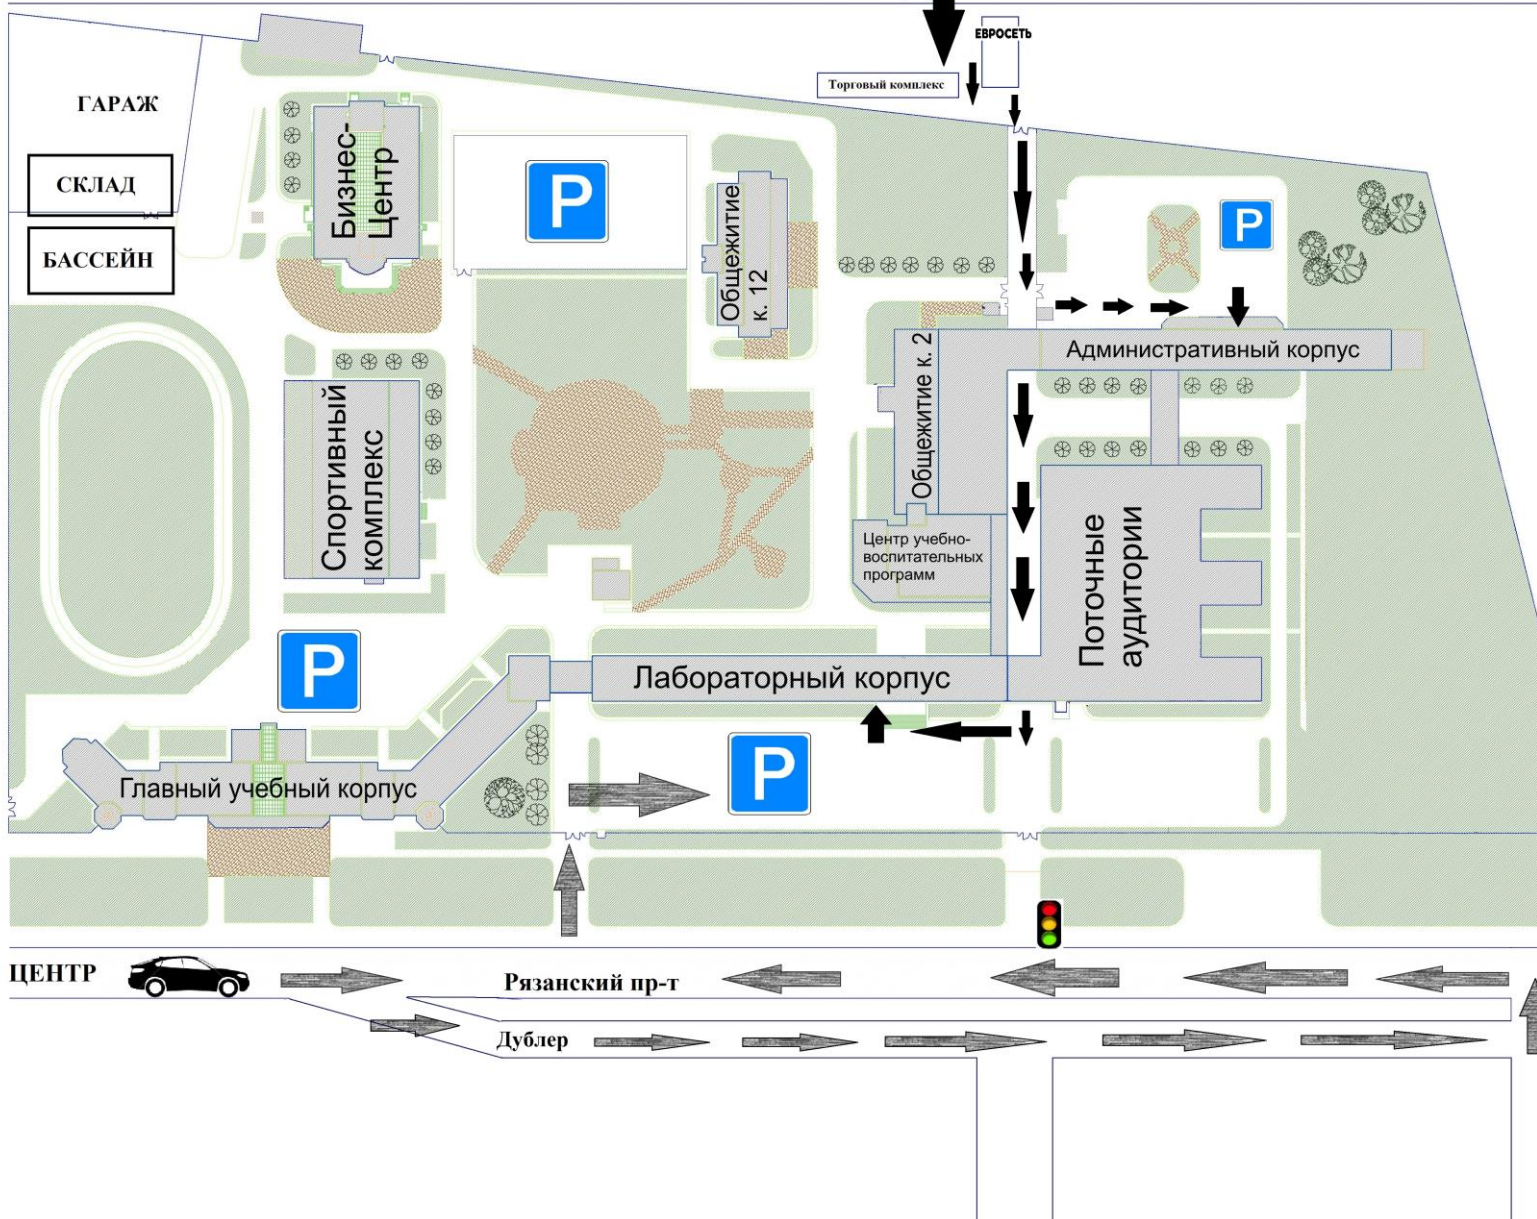 ЕВРОСЕТЬ
Торговый комплекс
ГАРАЖ
СКЛАД
БАССЕЙН
Бизнес-
Центр
P
Общежитие
к. 12
P
Административный корпус
Общежитие к. 2
Спортивный
комплекс
Центр учебно-
воспитательных
программ
Поточные
аудитории
P
Лабораторный корпус
P
Главный учебный корпус
ЦЕНТР
Рязанский пр-т
Дублер